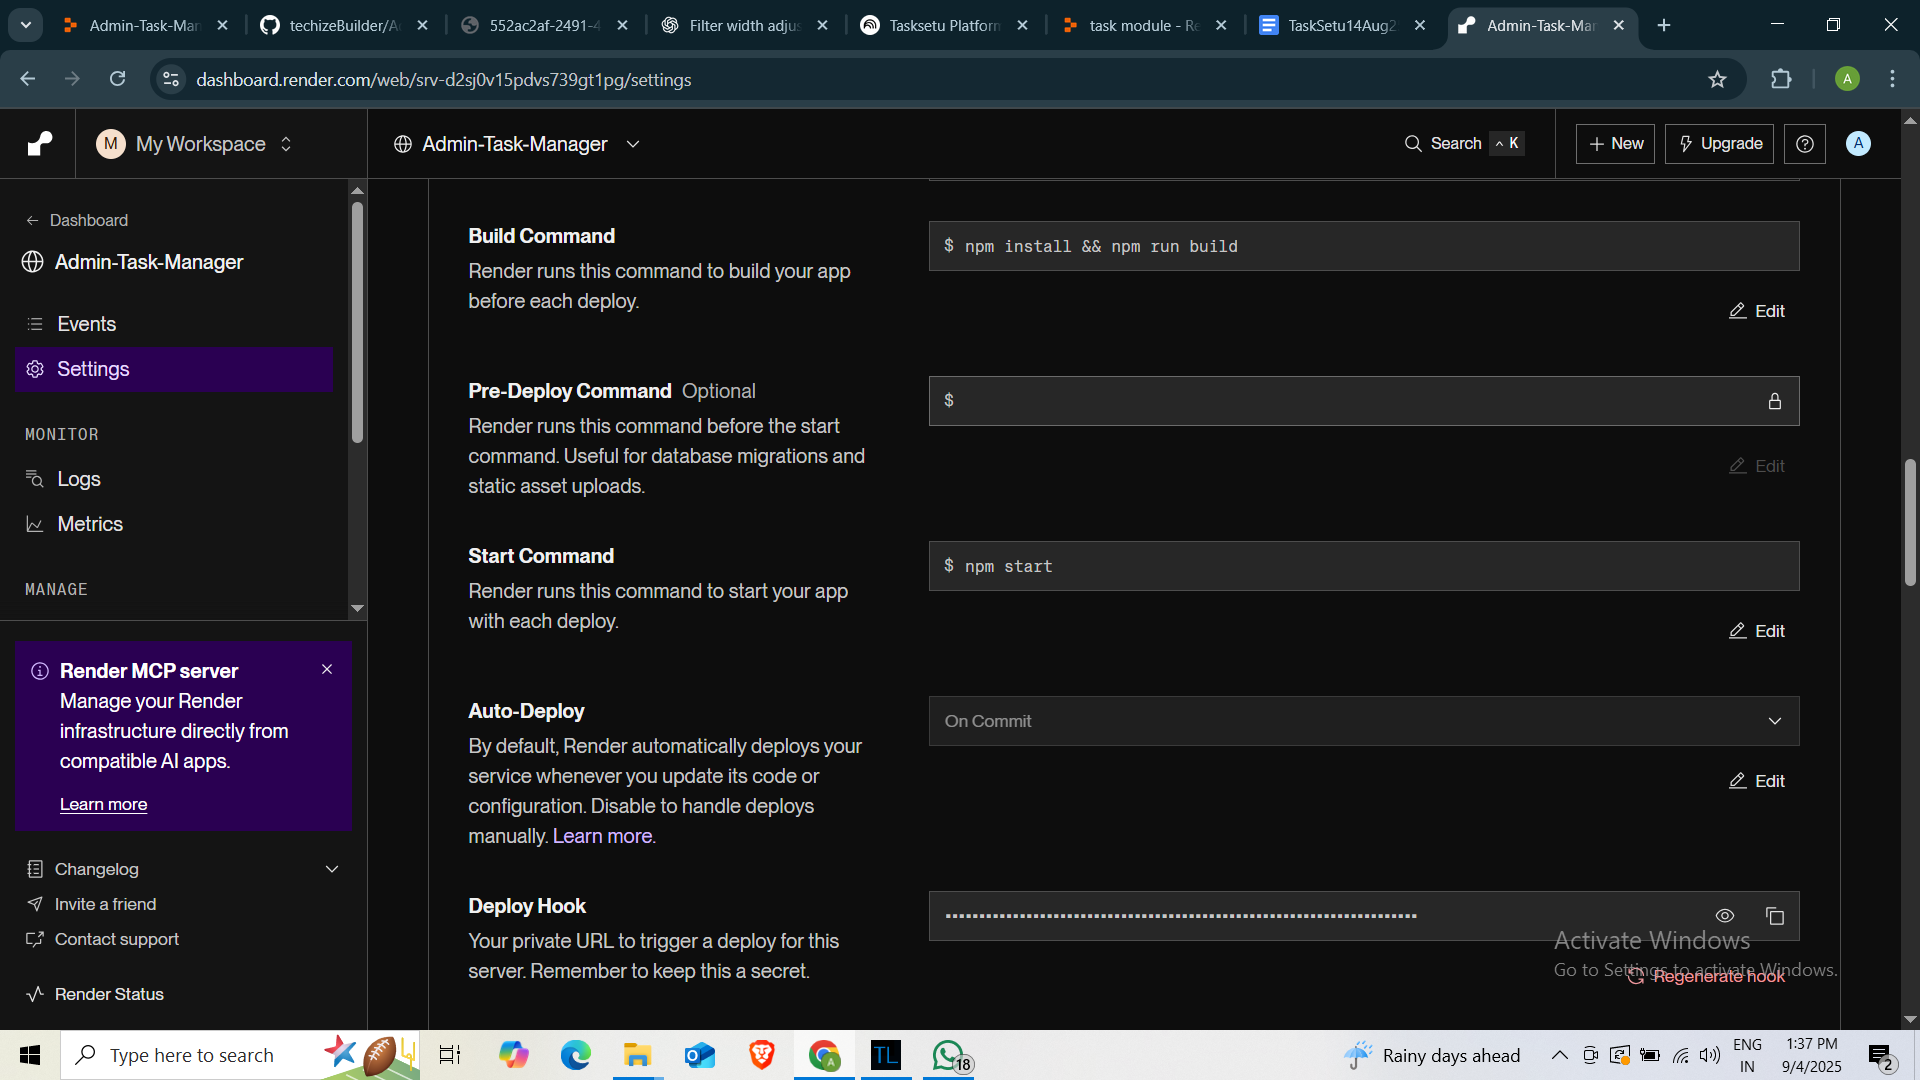 Admin-Task-Man
techizeBuilder/A
552ac2af-2491-4
Filter width adjus
Tasksetu Platform
task module - Re
TaskSetu14Aug2
Admin-Task-Man
dashboard.render.com/web/srv-d2sj0v15pdvs739gt1pg/settings
A
M My Workspace
Admin-Task-Manager
Search ^ K
+ New
Upgrade
A
← Dashboard
Admin-Task-Manager
Events
Settings
MONITOR
Logs
Metrics
MANAGE
Render MCP server
Manage your Render
infrastructure directly from
compatible AI apps.
Learn more
Changelog
Invite a friend
Contact support
Render Status
Build Command
Render runs this command to build your app
before each deploy.
$ npm install && npm run build
Edit
Pre-Deploy Command Optional
Render runs this command before the start
command. Useful for database migrations and
static asset uploads.
$
Edit
Start Command
Render runs this command to start your app
with each deploy.
$ npm start
Edit
Auto-Deploy
By default, Render automatically deploys your
service whenever you update its code or
configuration. Disable to handle deploys
manually. Learn more.
On Commit
Edit
Deploy Hook
Your private URL to trigger a deploy for this
server. Remember to keep this a secret.
Regenerate hook
Activate Windows
Go to Settings to activate Windows.
Type here to search
TL
18
Rainy days ahead
ENG
IN
1:37 PM
9/4/2025
2